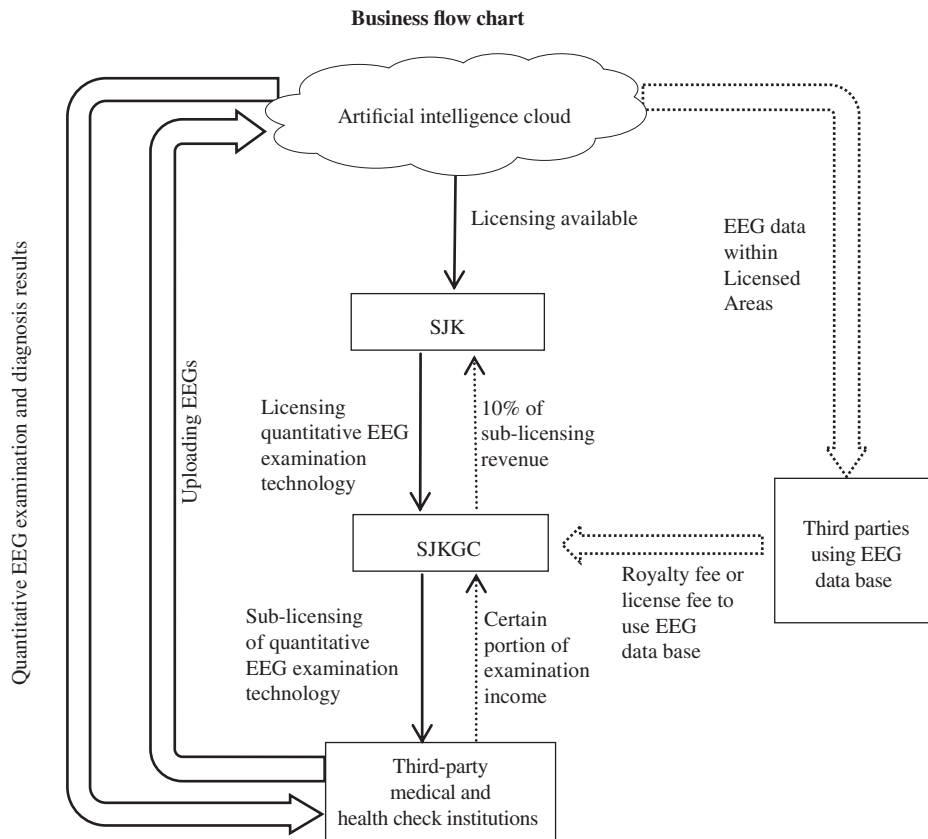 Business flow chart
Artificial intelligence cloud
Licensing available
EEG data
within
Licensed
Areas
SJK
Quantitative EEG examination and diagnosis results
Uploading EEGs
Licensing
quantitative EEG
examination
technology
10% of
sub-licensing
revenue
SJKGC
Third parties
using EEG
data base
Royalty fee or
license fee to
use EEG
data base
Sub-licensing
of quantitative
EEG examination
technology
Certain
portion of
examination
income
Third-party
medical and
health check institutions